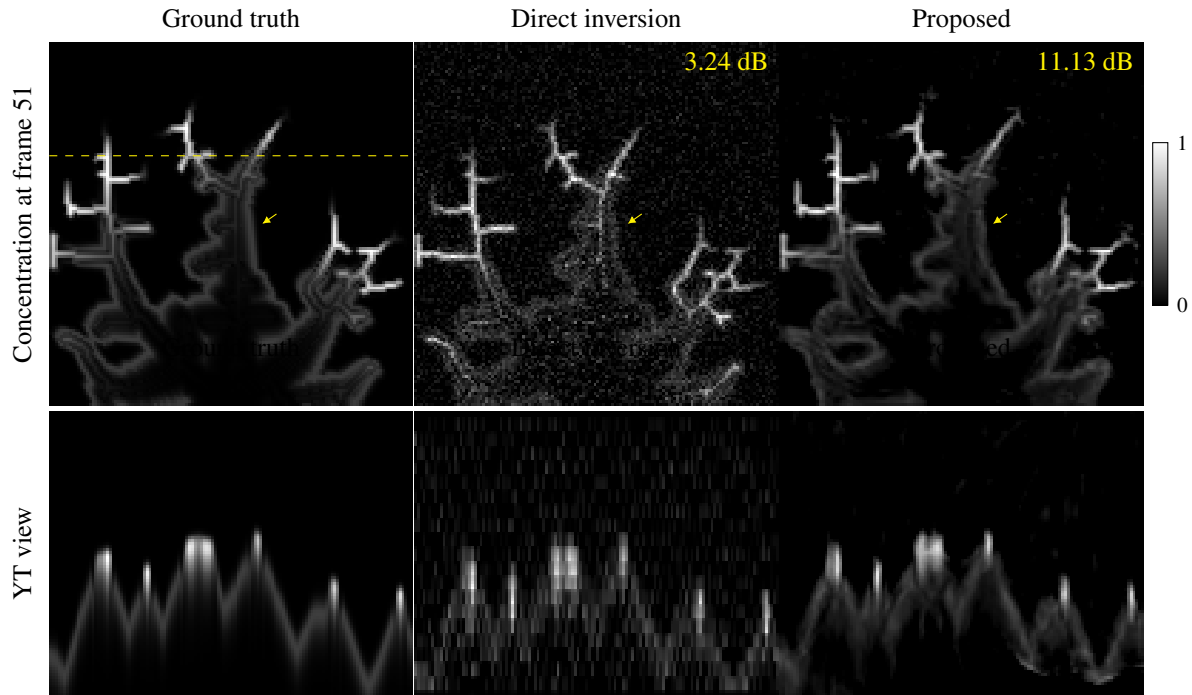 Ground truth Direct inversion Proposed
Concentration at frame 51
3.24 dB
11.13 dB
1
0
YT view